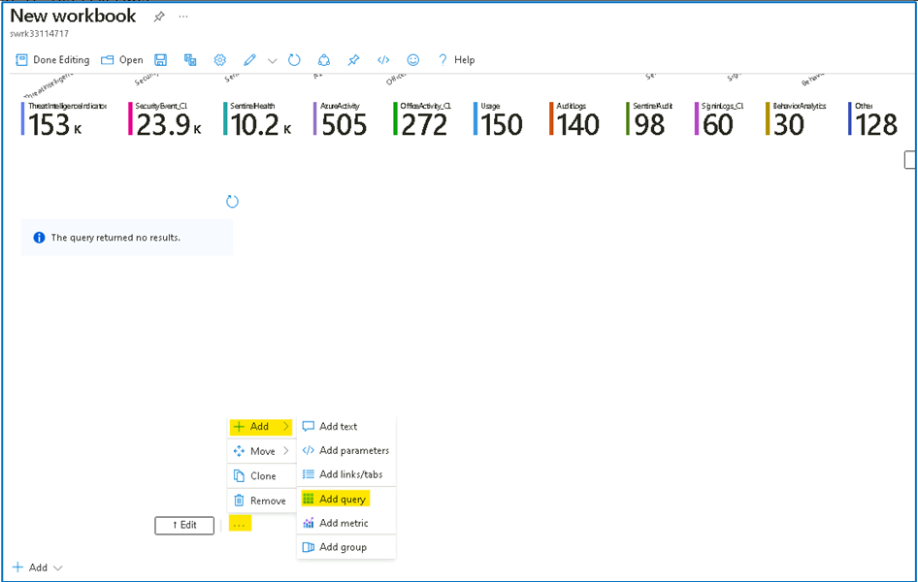 New workbook
swrk33114717
Done Editing Open Help
ThreatIntelligenceIndicator SecurityEvent_CL SentinelHealth AzureActivity OfficeActivity_CL Usage AuditLogs SentinelAudit SigninLogs_CL BehaviorAnalytics Other
153 K 23.9 K 10.2 K 505 272 150 140 98 60 30 128
The query returned no results.
Add Add text
Move Add parameters
Clone Add links/tabs
Remove Add query
↑ Edit ... Add metric
Add group
Add